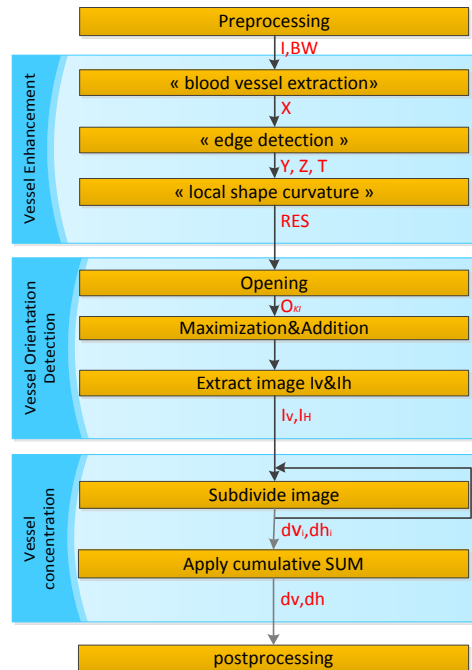 Preprocessing
I,BW
Vessel Enhancement
« blood vessel extraction»
X
« edge detection »
Y, Z, T
« local shape curvature »
RES
Vessel Orientation
Detection
Opening
OKI
Maximization&Addition
Extract image Iv&Ih
Iv,IH
Vessel
concentration
Subdivide image
dvi,dhi
Apply cumulative SUM
dv,dh
postprocessing